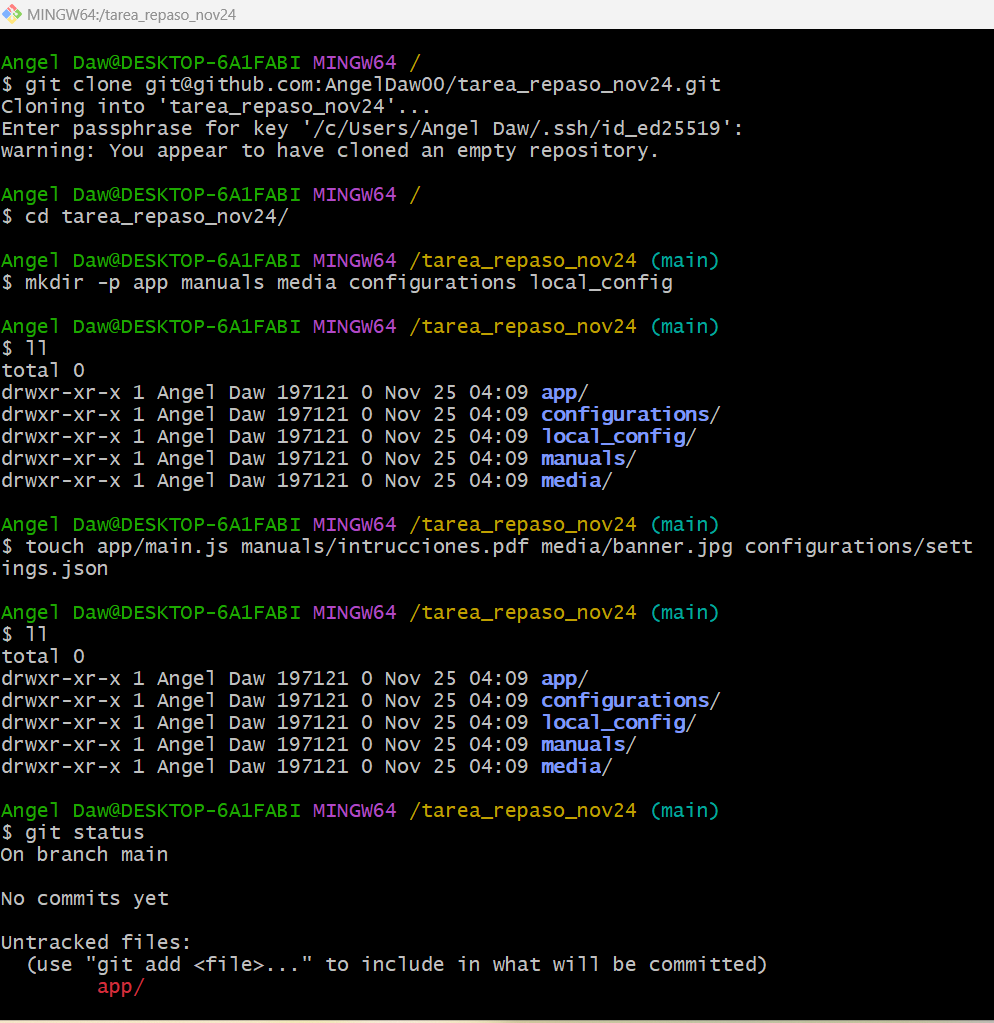 MINGW64:/tarea_repaso_nov24
Angel Daw@DESKTOP-6A1FABI MINGW64 /
$ git clone git@github.com:AngelDaw00/tarea_repaso_nov24.git
Cloning into 'tarea_repaso_nov24'...
Enter passphrase for key '/c/Users/Angel Daw/.ssh/id_ed25519':
warning: You appear to have cloned an empty repository.
Angel Daw@DESKTOP-6A1FABI MINGW64 /
$ cd tarea_repaso_nov24/
Angel Daw@DESKTOP-6A1FABI MINGW64 /tarea_repaso_nov24 (main)
$ mkdir -p app manuals media configurations local_config
Angel Daw@DESKTOP-6A1FABI MINGW64 /tarea_repaso_nov24 (main)
$ ll
total 0
drwxr-xr-x 1 Angel Daw 197121 0 Nov 25 04:09 app/
drwxr-xr-x 1 Angel Daw 197121 0 Nov 25 04:09 configurations/
drwxr-xr-x 1 Angel Daw 197121 0 Nov 25 04:09 local_config/
drwxr-xr-x 1 Angel Daw 197121 0 Nov 25 04:09 manuals/
drwxr-xr-x 1 Angel Daw 197121 0 Nov 25 04:09 media/
Angel Daw@DESKTOP-6A1FABI MINGW64 /tarea_repaso_nov24 (main)
$ touch app/main.js manuals/intrucciones.pdf media/banner.jpg configurations/sett
ings.json
Angel Daw@DESKTOP-6A1FABI MINGW64 /tarea_repaso_nov24 (main)
$ ll
total 0
drwxr-xr-x 1 Angel Daw 197121 0 Nov 25 04:09 app/
drwxr-xr-x 1 Angel Daw 197121 0 Nov 25 04:09 configurations/
drwxr-xr-x 1 Angel Daw 197121 0 Nov 25 04:09 local_config/
drwxr-xr-x 1 Angel Daw 197121 0 Nov 25 04:09 manuals/
drwxr-xr-x 1 Angel Daw 197121 0 Nov 25 04:09 media/
Angel Daw@DESKTOP-6A1FABI MINGW64 /tarea_repaso_nov24 (main)
$ git status
On branch main
No commits yet
Untracked files:
(use "git add <file>..." to include in what will be committed)
app/